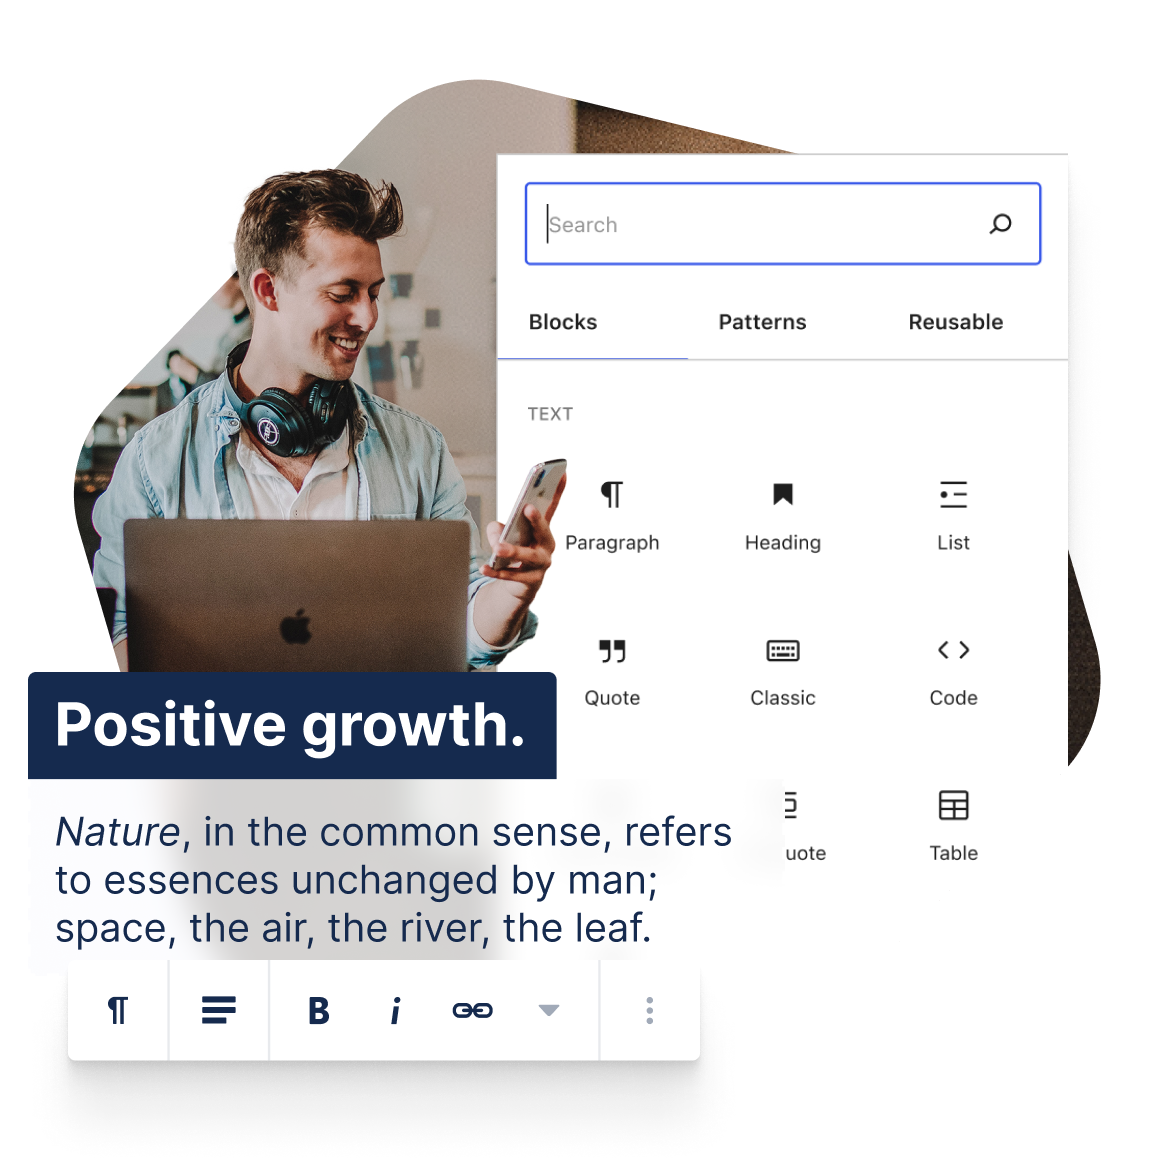 Search
Blocks Patterns Reusable
TEXT
Paragraph Heading List
Quote Classic Code
uote Table
Positive growth.
Nature, in the common sense, refers
to essences unchanged by man;
space, the air, the river, the leaf.
B i